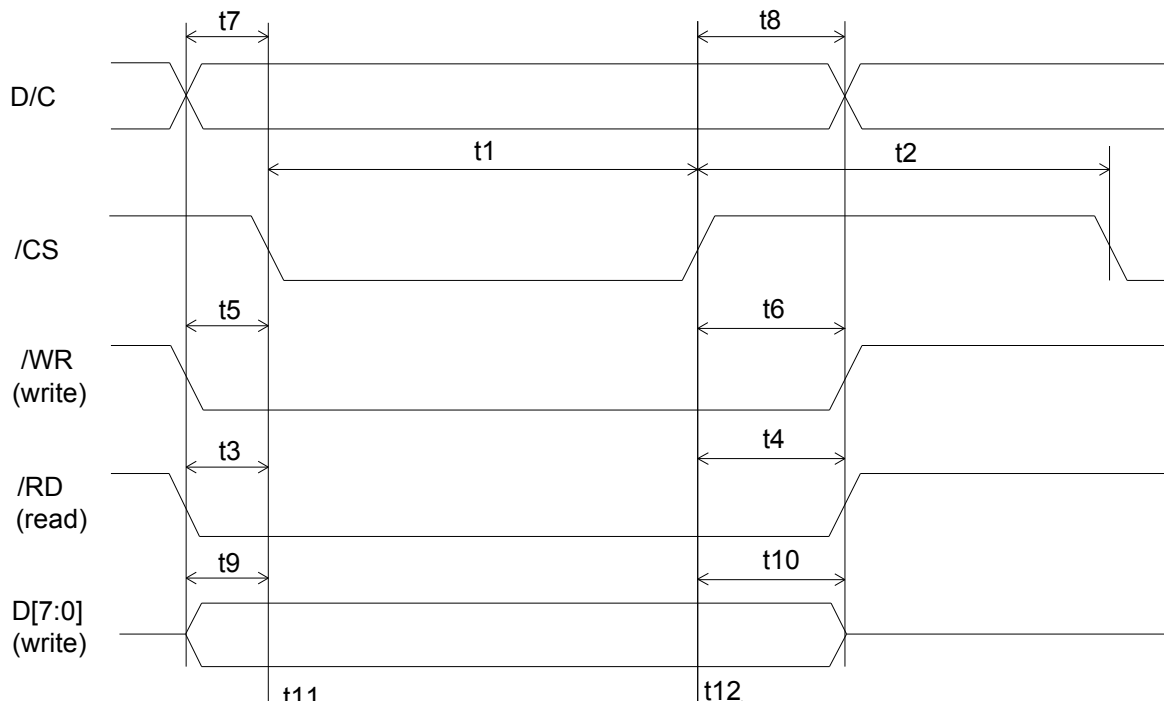 t7
t8
D/C
t1
t2
/CS
t5
t6
/WR
(write)
t3
t4
/RD
(read)
t9
t10
D[7:0]
(write)
t11
t12